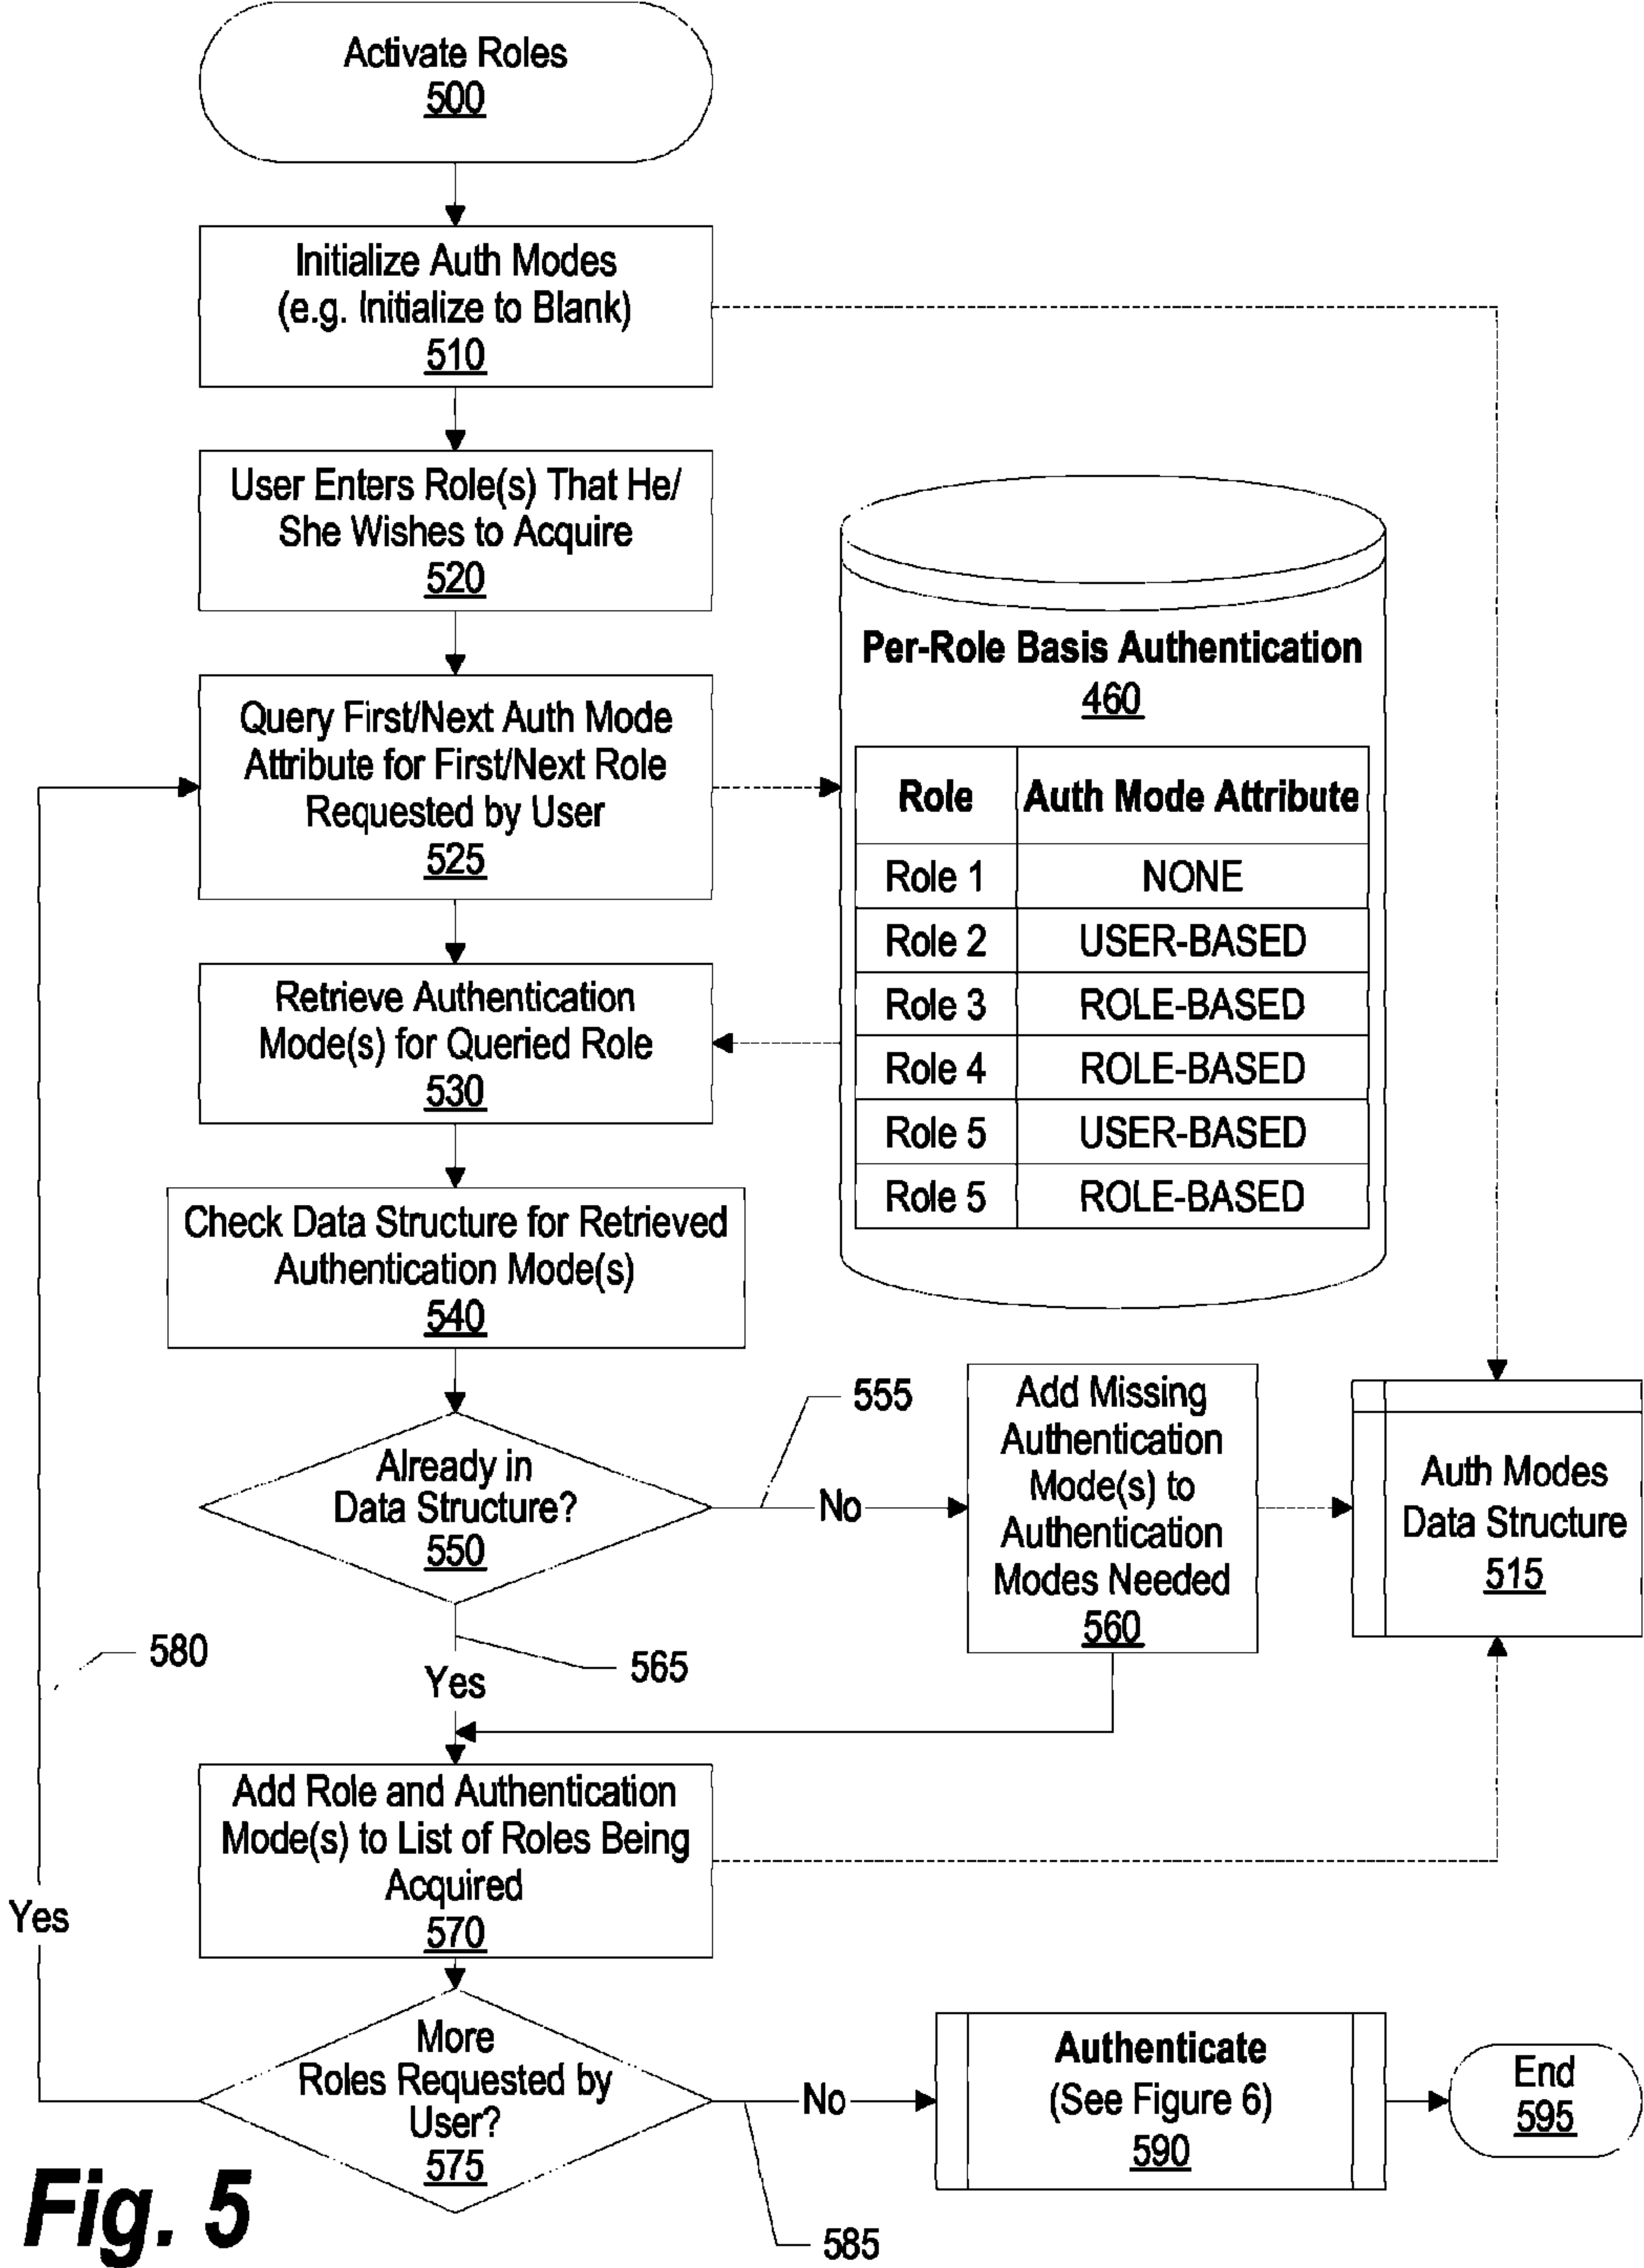 Activate Roles
500
Initialize Auth Modes
(e.g. Initialize to Blank)
510
User Enters Role(s) That He/
She Wishes to Acquire
520
Query First/Next Auth Mode
Attribute for First/Next Role
Requested by User
525
Per-Role Basis Authentication
460
Role Auth Mode Attribute
Role 1 NONE
Role 2 USER-BASED
Role 3 ROLE-BASED
Role 4 ROLE-BASED
Role 5 USER-BASED
Role 5 ROLE-BASED
Retrieve Authentication
Mode(s) for Queried Role
530
Check Data Structure for Retrieved
Authentication Mode(s)
540
Already in
Data Structure?
550
555
No
Add Missing
Authentication
Mode(s) to
Authentication
Modes Needed
560
Auth Modes
Data Structure
515
580
565
Yes
Add Role and Authentication
Mode(s) to List of Roles Being
Acquired
570
Yes
More
Roles Requested by
User?
575
No
585
Authenticate
(See Figure 6)
590
End
595
Fig. 5